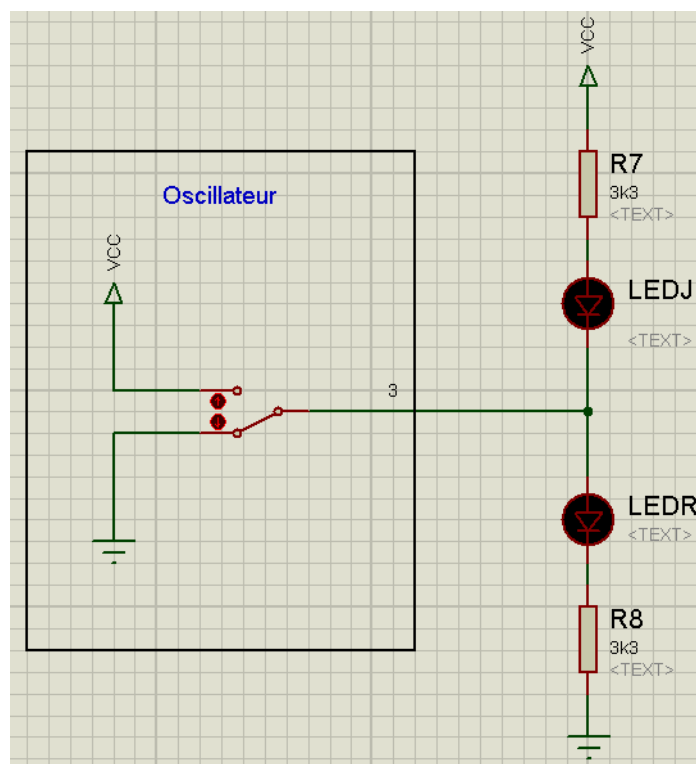 VCC
R7
3k3
<TEXT>
Oscillateur
VCC
LEDJ
<TEXT>
3
LEDR
<TEXT>
R8
3k3
<TEXT>